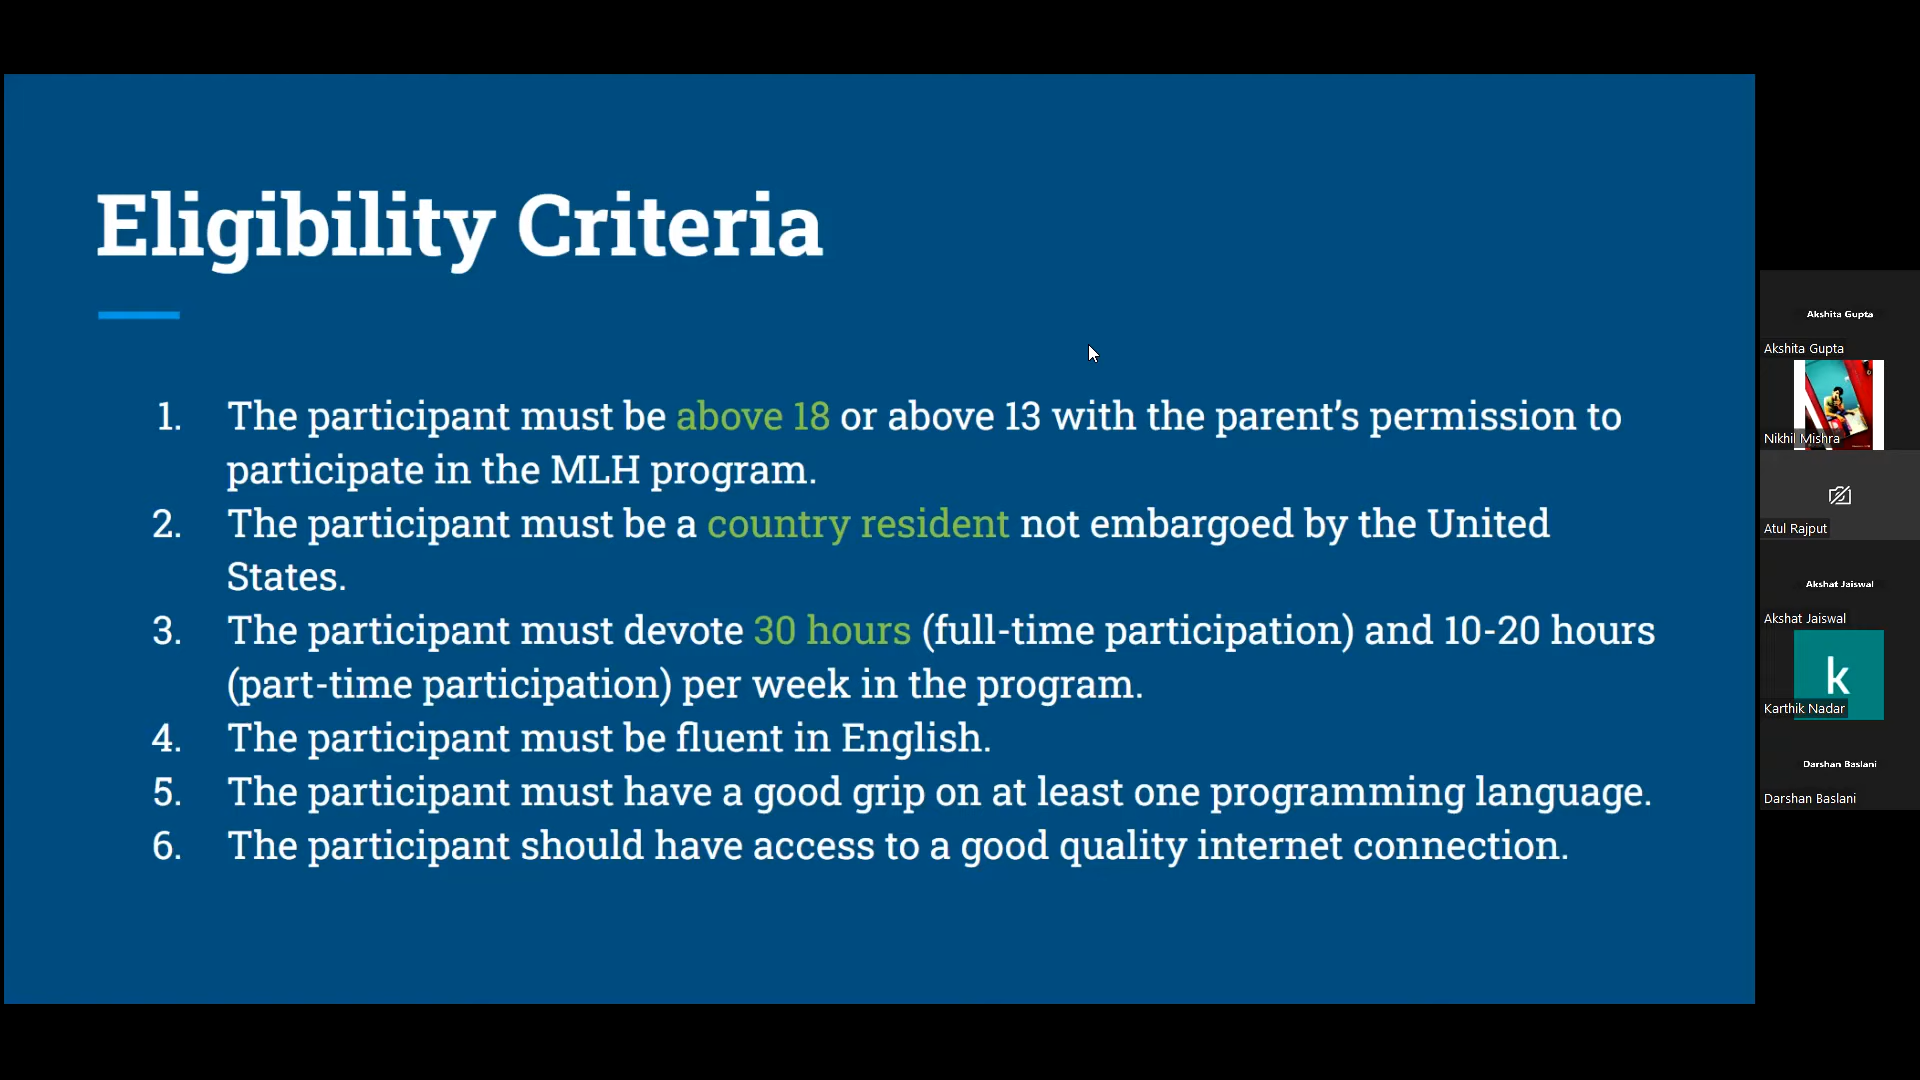 Eligibility Criteria
1. The participant must be above 18 or above 13 with the parent’s permission to
participate in the MLH program.
2. The participant must be a country resident not embargoed by the United
States.
3. The participant must devote 30 hours (full-time participation) and 10-20 hours
(part-time participation) per week in the program.
4. The participant must be fluent in English.
5. The participant must have a good grip on at least one programming language.
6. The participant should have access to a good quality internet connection.
Akshita Gupta
Akshita Gupta
Nikhil Mishra
Atul Rajput
Akshat Jaiswal
Akshat Jaiswal
k
Karthik Nadar
Darshan Baslani
Darshan Baslani